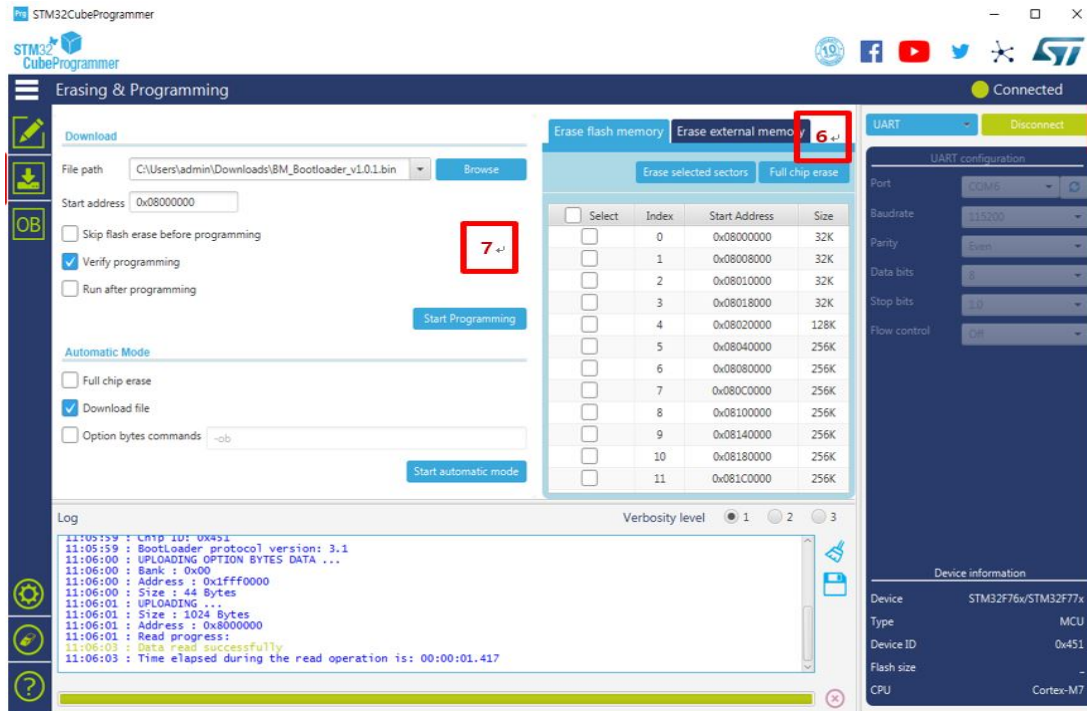 Prg STM32CubeProgrammer
STM32
CubeProgrammer
10
Erasing & Programming
Connected
Download
File path C:\Users\admin\Downloads\BM_Bootloader_v1.0.1.bin Browse
Start address 0x08000000
Skip flash erase before programming
Verify programming
Run after programming
7
Start Programming
Automatic Mode
Full chip erase
Download file
Option bytes commands -ob
Start automatic mode
Erase flash memory Erase external memory
6
Erase selected sectors Full chip erase
Select Index Start Address Size
0 0x08000000 32K
1 0x08008000 32K
2 0x08010000 32K
3 0x08018000 32K
4 0x08020000 128K
5 0x08040000 256K
6 0x08080000 256K
7 0x080C0000 256K
8 0x08100000 256K
9 0x08140000 256K
10 0x08180000 256K
11 0x081C0000 256K
UART Disconnect
UART configuration
Port COM6
Baudrate 115200
Parity Even
Data bits 8
Stop bits 1.0
Flow control Off
OB
Log Verbosity level 1 2 3
11:05:59 : Chip ID: 0x451
11:05:59 : BootLoader protocol version: 3.1
11:06:00 : UPLOADING OPTION BYTES DATA ...
11:06:00 : Bank : 0x00
11:06:00 : Address : 0x1fff0000
11:06:00 : Size : 44 Bytes
11:06:01 : UPLOADING ...
11:06:01 : Size : 1024 Bytes
11:06:01 : Address : 0x8000000
11:06:01 : Read progress:
11:06:03 : Data read successfully
11:06:03 : Time elapsed during the read operation is: 00:00:01.417
Device information
Device STM32F76x/STM32F77x
Type MCU
Device ID 0x451
Flash size -
CPU Cortex-M7